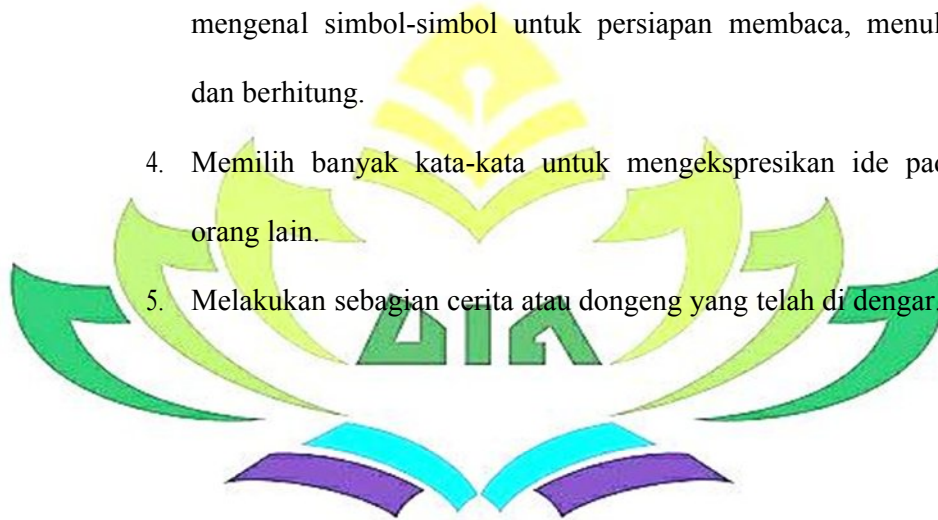 mengenal simbol-simbol untuk persiapan membaca, menul
dan berhitung.
4. Memilih banyak kata-kata untuk mengekspresikan ide pad
orang lain.
5. Melakukan sebagian cerita atau dongeng yang telah di dengar.